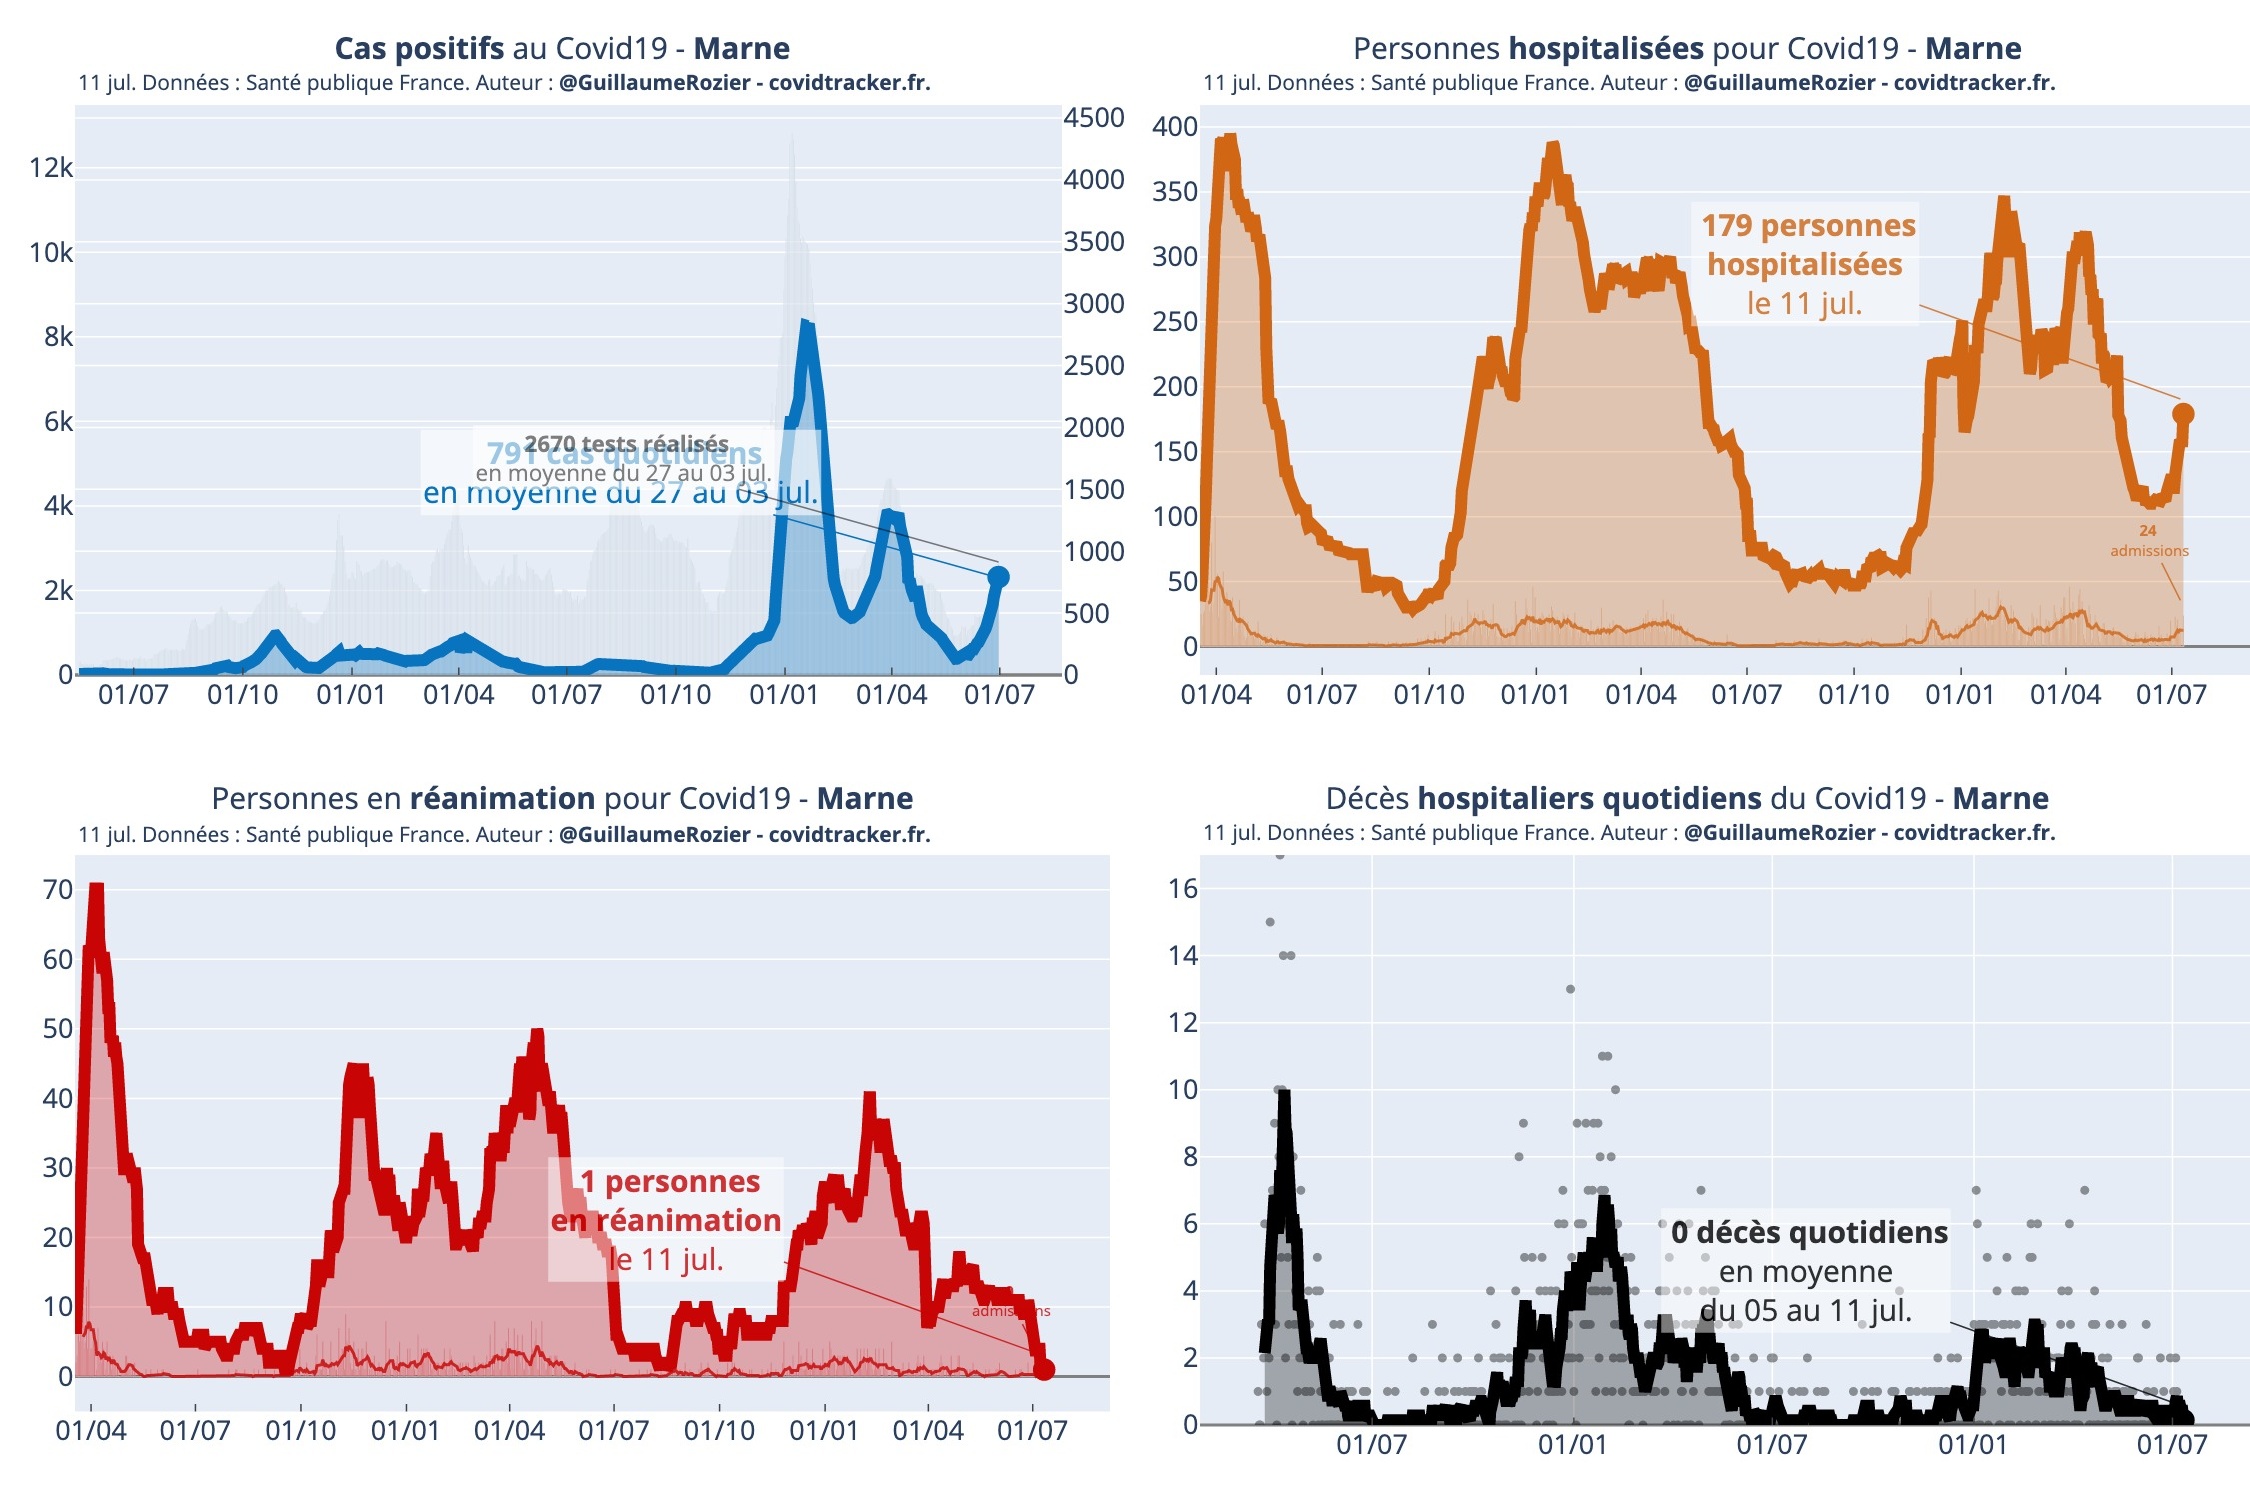 Cas positifs au Covid19 - Marne
11 jul. Données : Santé publique France. Auteur : @GuillaumeRozier - covidtracker.fr.
12k
10k
8k
6k
4k
2k
0
4500
4000
3500
3000
2500
2000
1500
1000
500
0
2670 tests réalisés
791 cas quotidiens
en moyenne du 27 au 03 jul.
en moyenne du 27 au 03 jul.
01/07 01/10 01/01 01/04 01/07 01/10 01/01 01/04 01/07
Personnes hospitalisées pour Covid19 - Marne
11 jul. Données : Santé publique France. Auteur : @GuillaumeRozier - covidtracker.fr.
400
350
300
250
200
150
100
50
0
179 personnes
hospitalisées
le 11 jul.
24
admissions
01/04 01/07 01/10 01/01 01/04 01/07 01/10 01/01 01/04 01/07
Personnes en réanimation pour Covid19 - Marne
11 jul. Données : Santé publique France. Auteur : @GuillaumeRozier - covidtracker.fr.
70
60
50
40
30
20
10
0
1 personnes
en réanimation
le 11 jul.
admissions
01/04 01/07 01/10 01/01 01/04 01/07 01/10 01/01 01/04 01/07
Décès hospitaliers quotidiens du Covid19 - Marne
11 jul. Données : Santé publique France. Auteur : @GuillaumeRozier - covidtracker.fr.
16
14
12
10
8
6
4
2
0
0 décès quotidiens
en moyenne
du 05 au 11 jul.
01/07 01/01 01/07 01/01 01/07